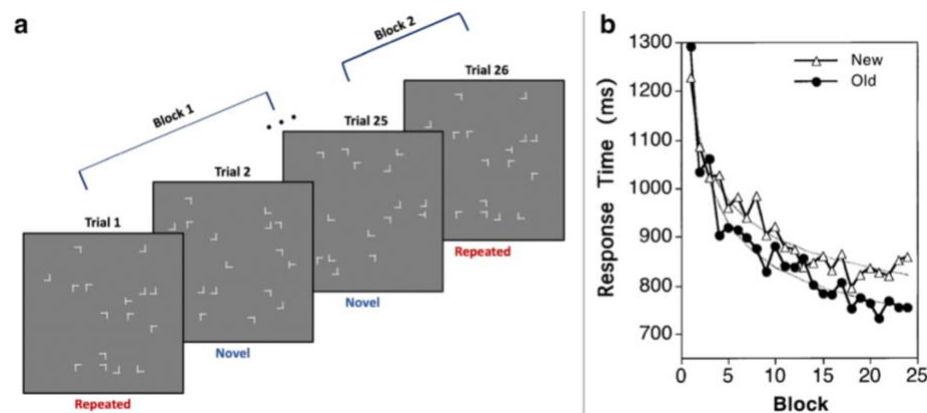 a
Block 1
Block 2
Trial 1
Trial 2
Trial 25
Trial 26
Repeated
Novel
Novel
Repeated
b
Response Time (ms)
1300
1200
1100
1000
900
800
700
New
Old
0 5 10 15 20 25
Block